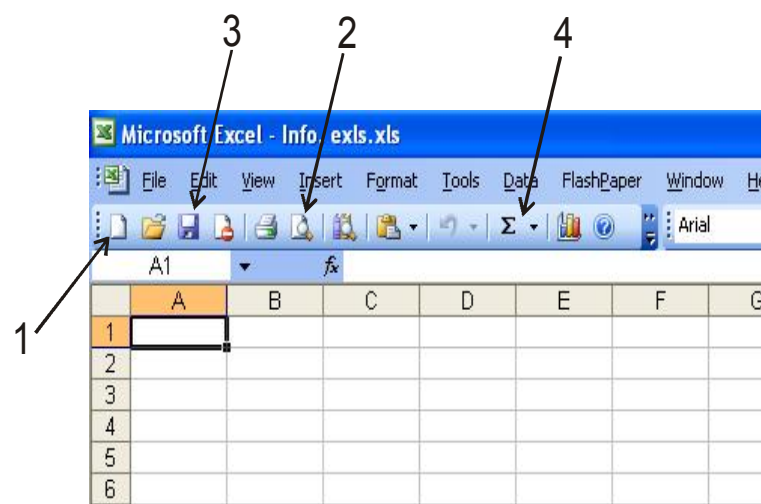 3 2 4
Microsoft Excel - Info. exls.xls
File Edit View Insert Format Tools Data FlashPaper Window He
Σ Arial
A1 fx
A B C D E F G
1
1
2
3
4
5
6